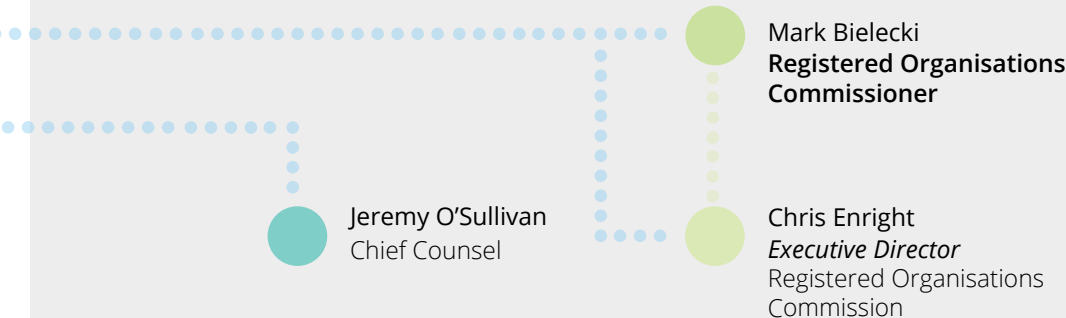 Mark Bielecki
Registered Organisations
Commissioner
Jeremy O’Sullivan
Chief Counsel
Chris Enright
Executive Director
Registered Organisations
Commission